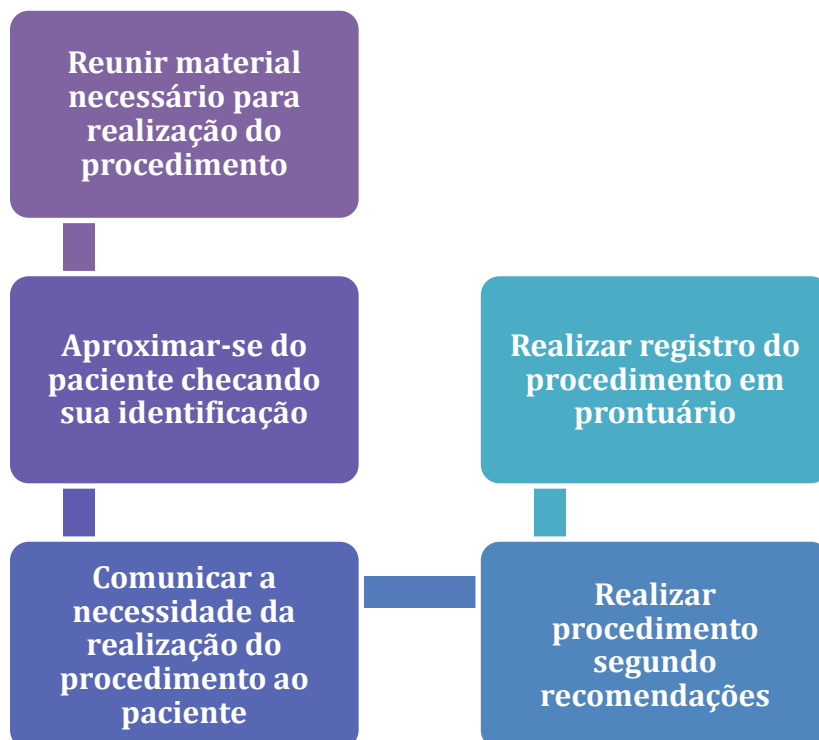 Reunir material
necessário para
realização do
procedimento
Aproximar-se do
paciente checando
sua identificação
Comunicar a
necessidade da
realização do
procedimento ao
paciente
Realizar
procedimento
segundo
recomendações
Realizar registro do
procedimento em
prontuário